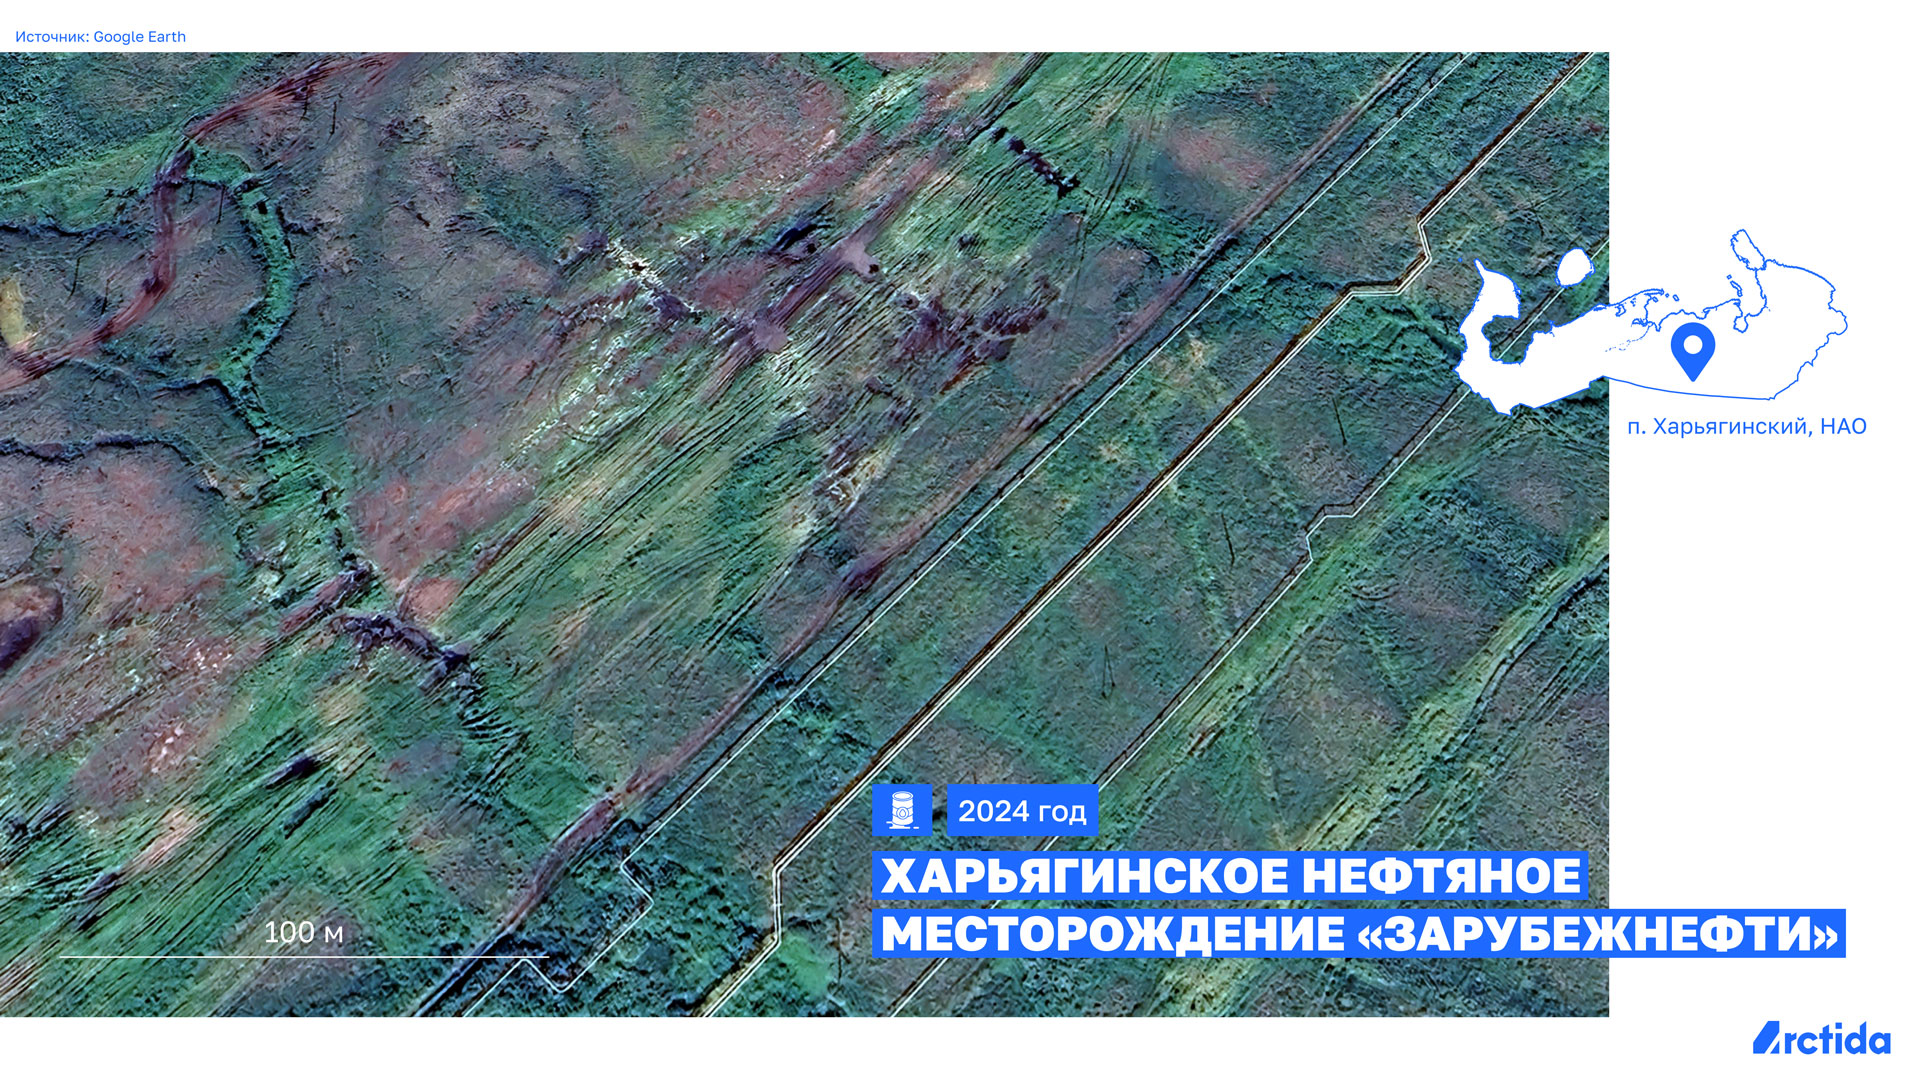 Источник: Google Earth
п. Харьягинский, НАО
2024 год
ХАРЬЯГИНСКОЕ НЕФТЯНОЕ
МЕСТОРОЖДЕНИЕ «ЗАРУБЕЖНЕФТИ»
100 м
Arctida